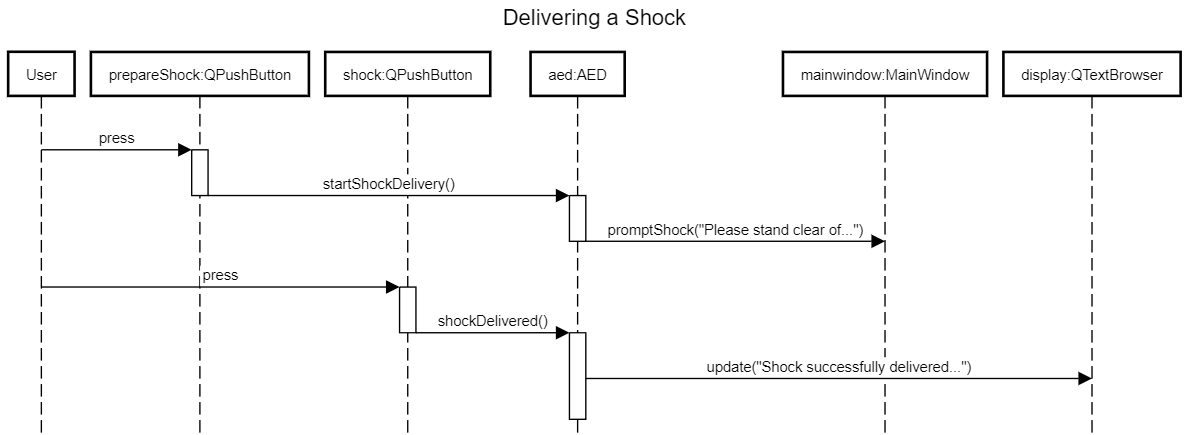 Delivering a Shock
User
prepareShock:QPushButton
shock:QPushButton
aed:AED
mainwindow:MainWindow
display:QTextBrowser
press
startShockDelivery()
promptShock("Please stand clear of...")
press
shockDelivered()
update("Shock successfully delivered...")